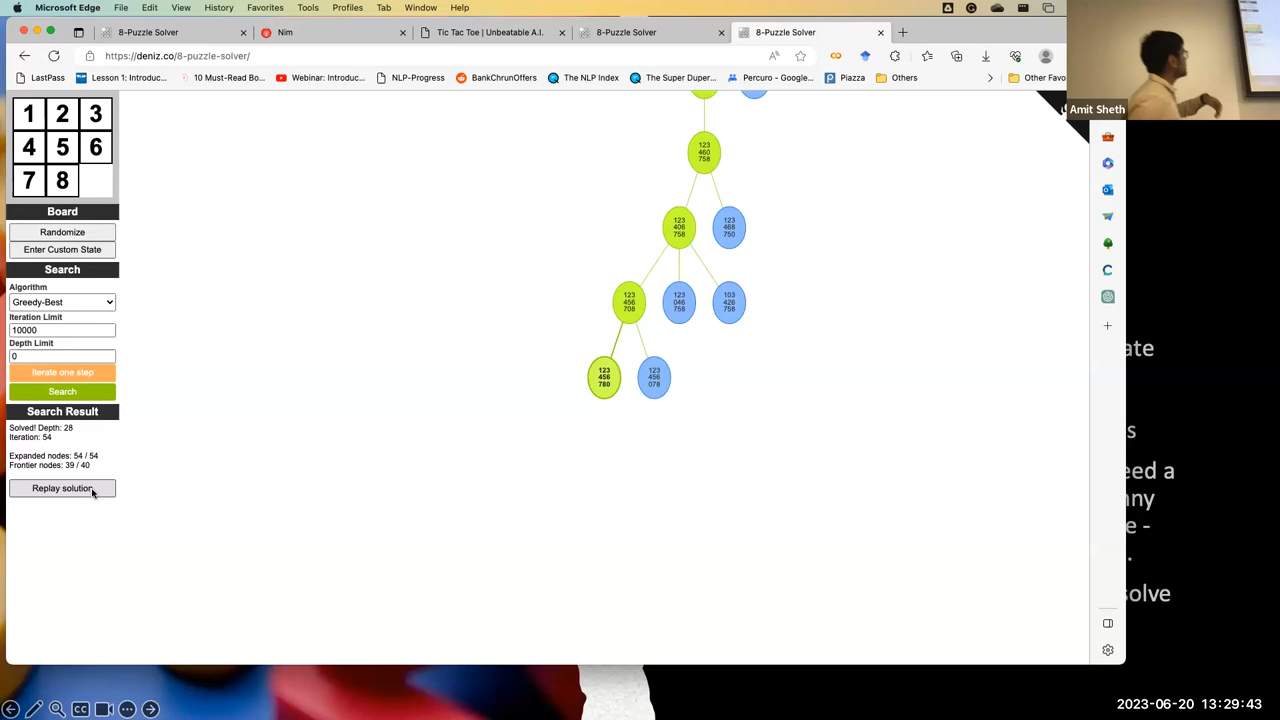 Microsoft Edge File Edit View History Favorites Tools Profiles Tab Window Help
8-Puzzle Solver Nim Tic Tac Toe | Unbeatable A.I. 8-Puzzle Solver 8-Puzzle Solver
https://deniz.co/8-puzzle-solver/
LastPass Lesson 1: Introduc... 10 Must-Read Bo... Webinar: Introduc... NLP-Progress BankChrunOffers The NLP Index The Super Duper... Percuro - Google... Piazza Others Other Favo
Amit Sheth
1 2 3
4 5 6
7 8
Board
Randomize
Enter Custom State
Search
Algorithm
Greedy-Best
Iteration Limit
10000
Depth Limit
0
Iterate one step
Search
Search Result
Solved! Depth: 28
Iteration: 54
Expanded nodes: 54 / 54
Frontier nodes: 39 / 40
Replay solution
123
460
758
123
406
758
123
468
750
123
456
708
123
046
758
103
426
758
123
456
780
123
456
078
ate
s
eed a
nny
e -
.
solve
CC
2023-06-20 13:29:43